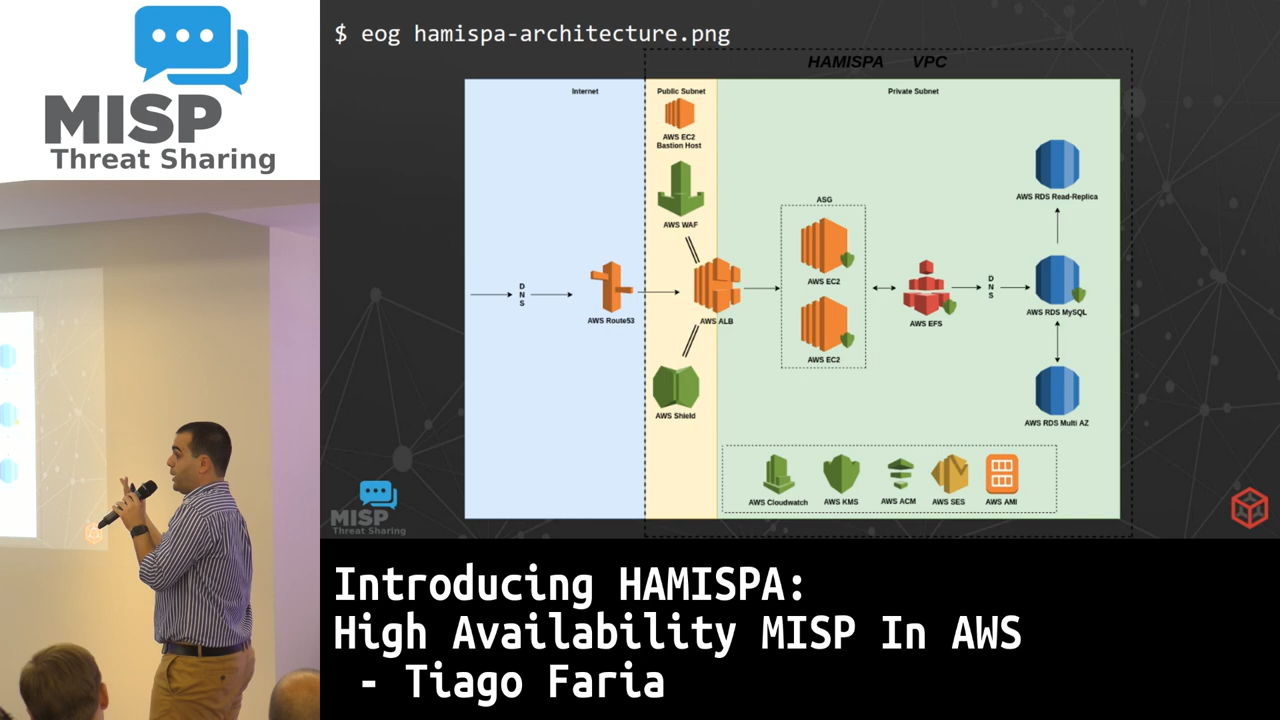 MISP
Threat Sharing
$ eog hamispa-architecture.png
HAMISPA VPC
Internet
Public Subnet
Private Subnet
AWS EC2
Bastion Host
AWS WAF
ASG
AWS RDS Read-Replica
AWS EC2
DNS
AWS Route53
AWS ALB
AWS EFS
DNS
AWS RDS MySQL
AWS EC2
AWS Shield
AWS RDS Multi AZ
AWS Cloudwatch
AWS KMS
AWS ACM
AWS SES
AWS AMI
MISP
Threat Sharing
Introducing HAMISPA:
High Availability MISP In AWS
- Tiago Faria